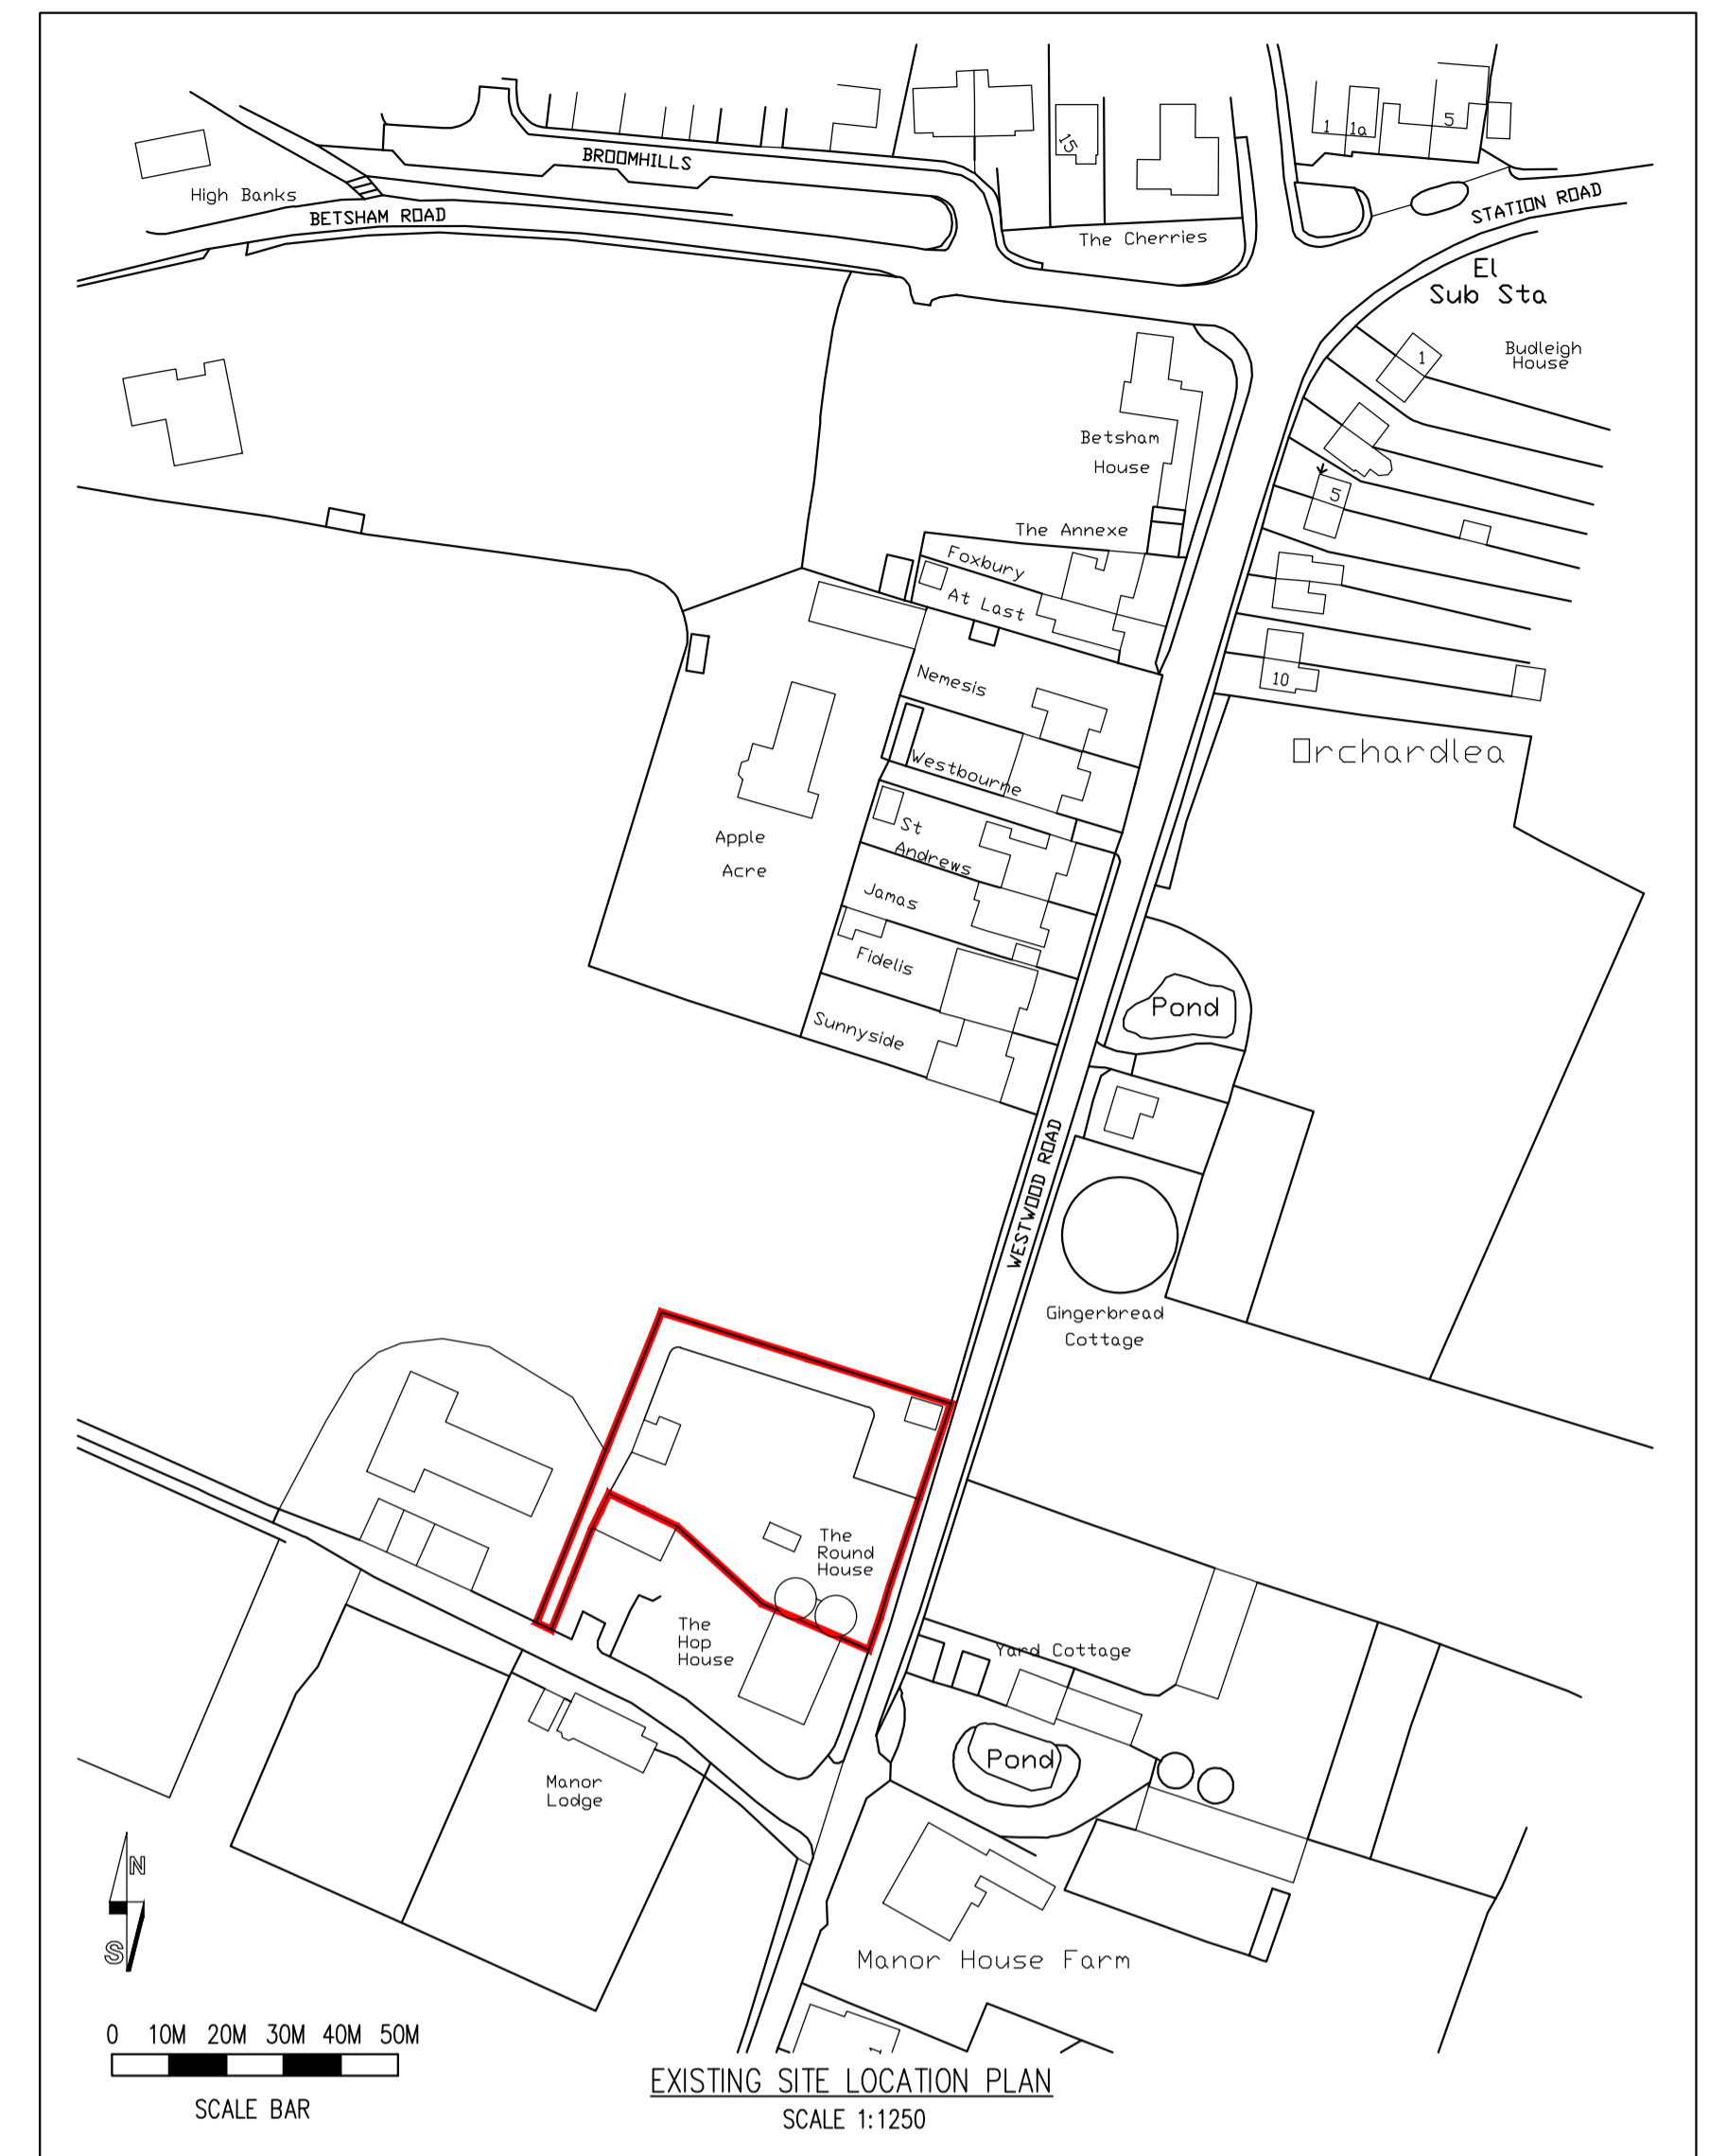 1
1a
5
15
BROOMHILLS
High Banks
BETSHAM ROAD
STATION ROAD
The Cherries
El
Sub Sta
Budleigh
House
1
Betsham
House
5
The Annexe
Foxbury
At Last
Nemesis
10
Orchardlea
Westbourne
St
Andrews
Apple
Acre
Jamas
Fidelis
Pond
Sunnyside
WESTWOOD ROAD
Gingerbread
Cottage
The
Round
House
The
Hop
House
Yard Cottage
Pond
Manor
Lodge
N
S
Manor House Farm
1
0 10M 20M 30M 40M 50M
SCALE BAR
EXISTING SITE LOCATION PLAN
SCALE 1:1250